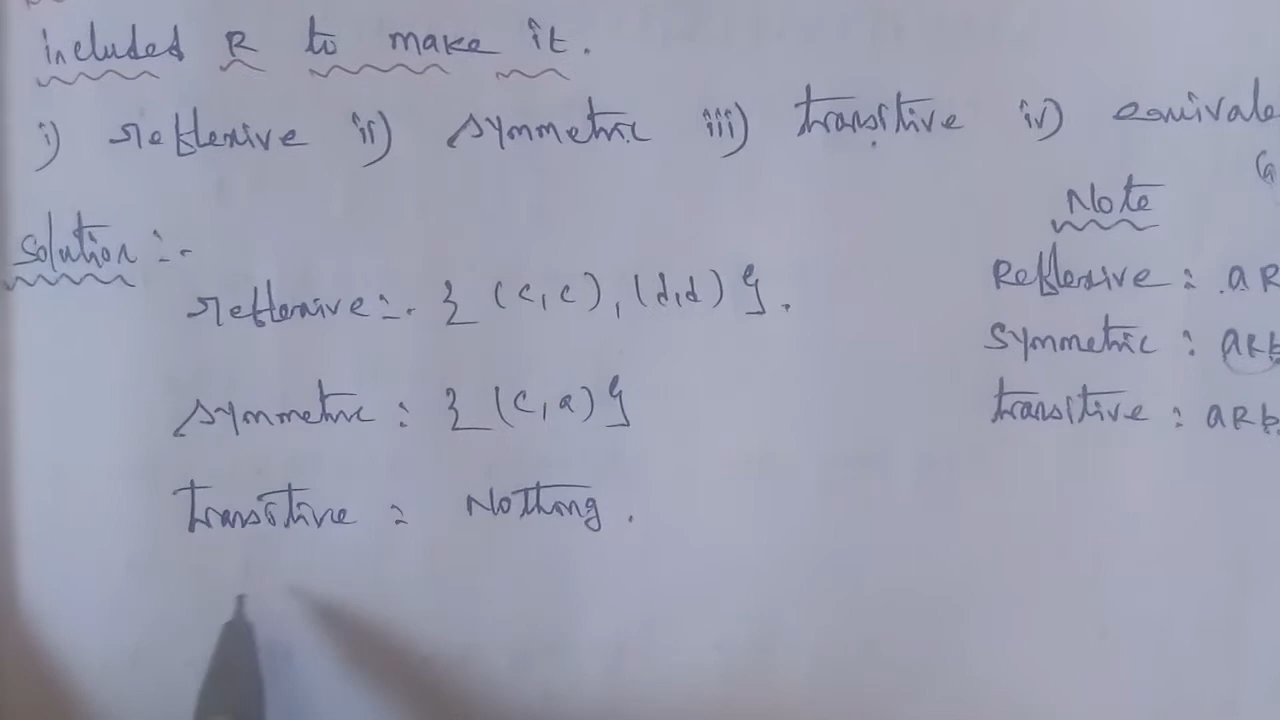 included R to make it.
i) reflexive ii) symmetric iii) transitive iv) equivale
(a
Note
Solution :-
Reflexive : aR
reflexive :- { (c,c), (d,d) }.
Symmetric : aRb
symmetric : { (c,a) }
transitive : aRb
transitive : Nothing.